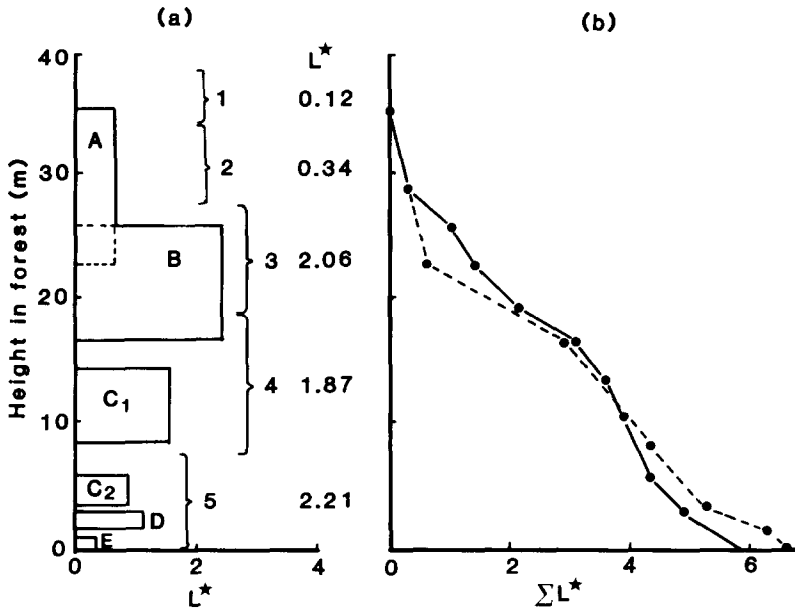 (a) (b)
40 L★
1 0.12
A
2 0.34
30
B 3 2.06
20
C1 4 1.87
10
C2 5 2.21
D
E
0
0 2 4 0 2 4 6
L★ ΣL★
Height in forest (m)